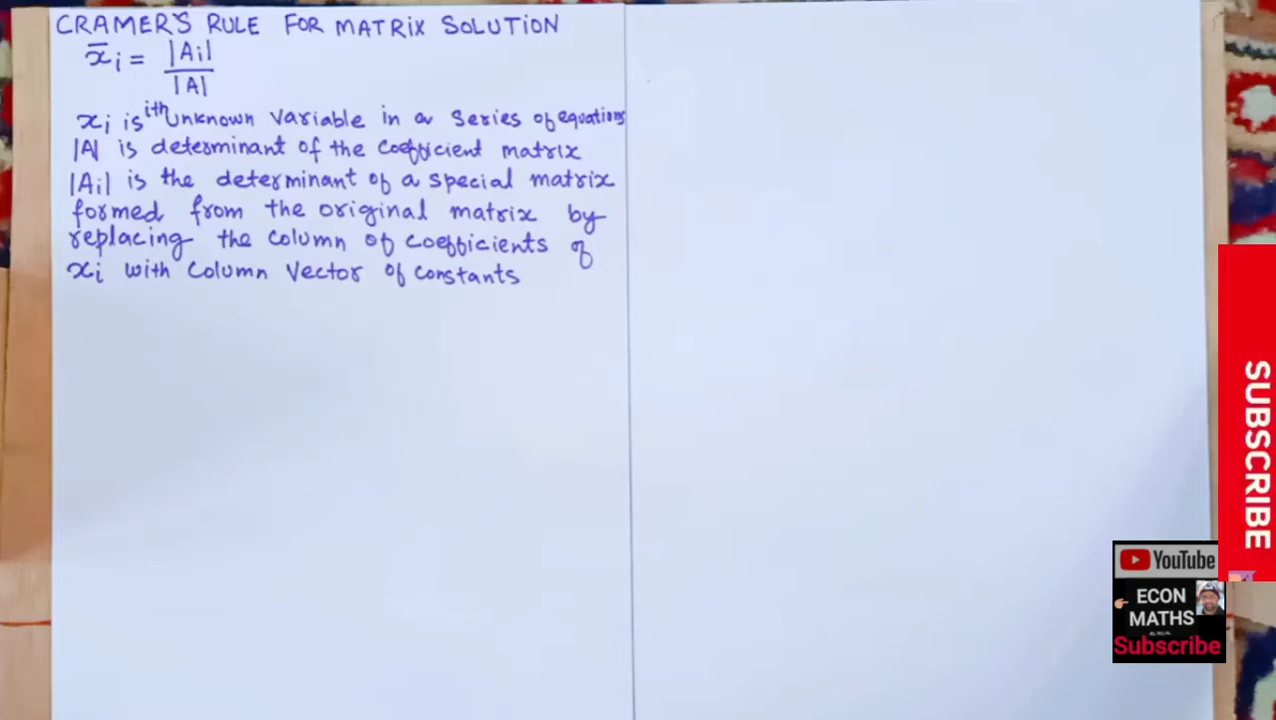 CRAMER'S RULE FOR MATRIX SOLUTION
x̄i = |Ai| / |A|
xi is ith unknown variable in a series of equations
|A| is determinant of the coefficient matrix
|Ai| is the determinant of a special matrix
formed from the original matrix by
replacing the column of coefficients of
xi with column vector of constants
SUBSCRIBE
YouTube
ECON
MATHS
Subscribe